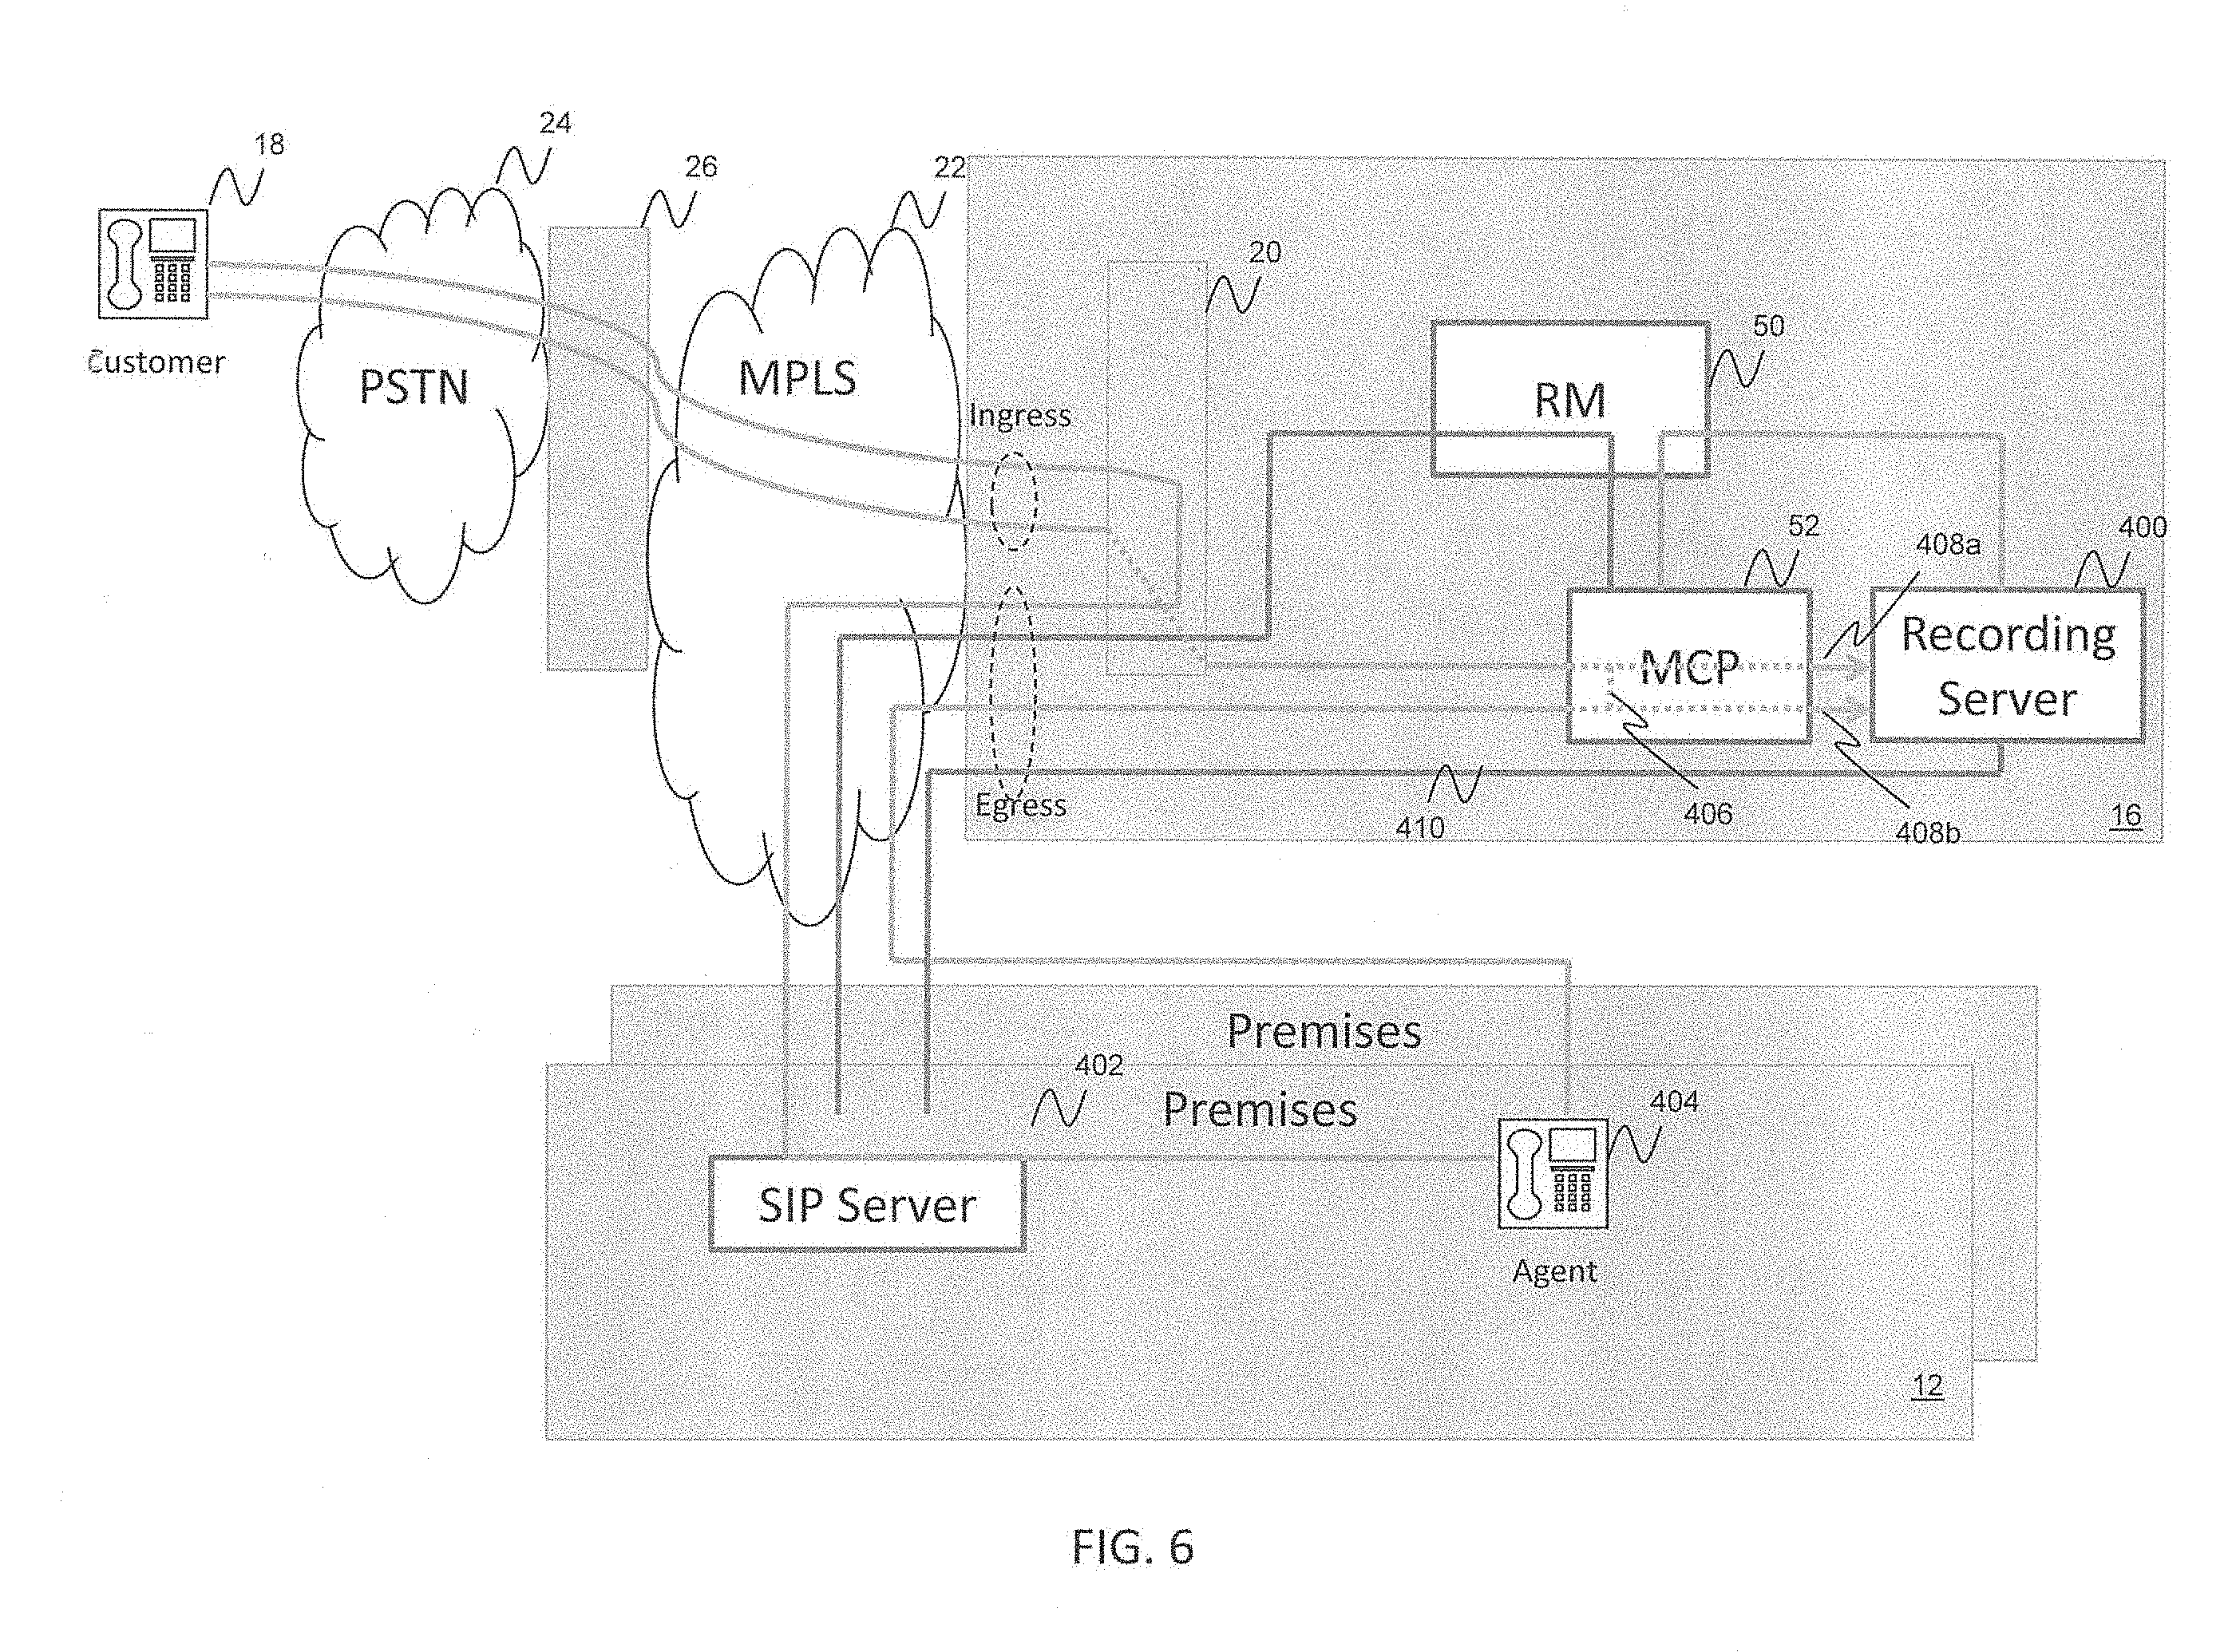 24
18
26
22
20
Customer
PSTN
MPLS
Ingress
RM
50
52
408a
400
MCP
Recording
Server
Egress
410
406
408b
16
Premises
402
Premises
404
SIP Server
Agent
12
FIG. 6